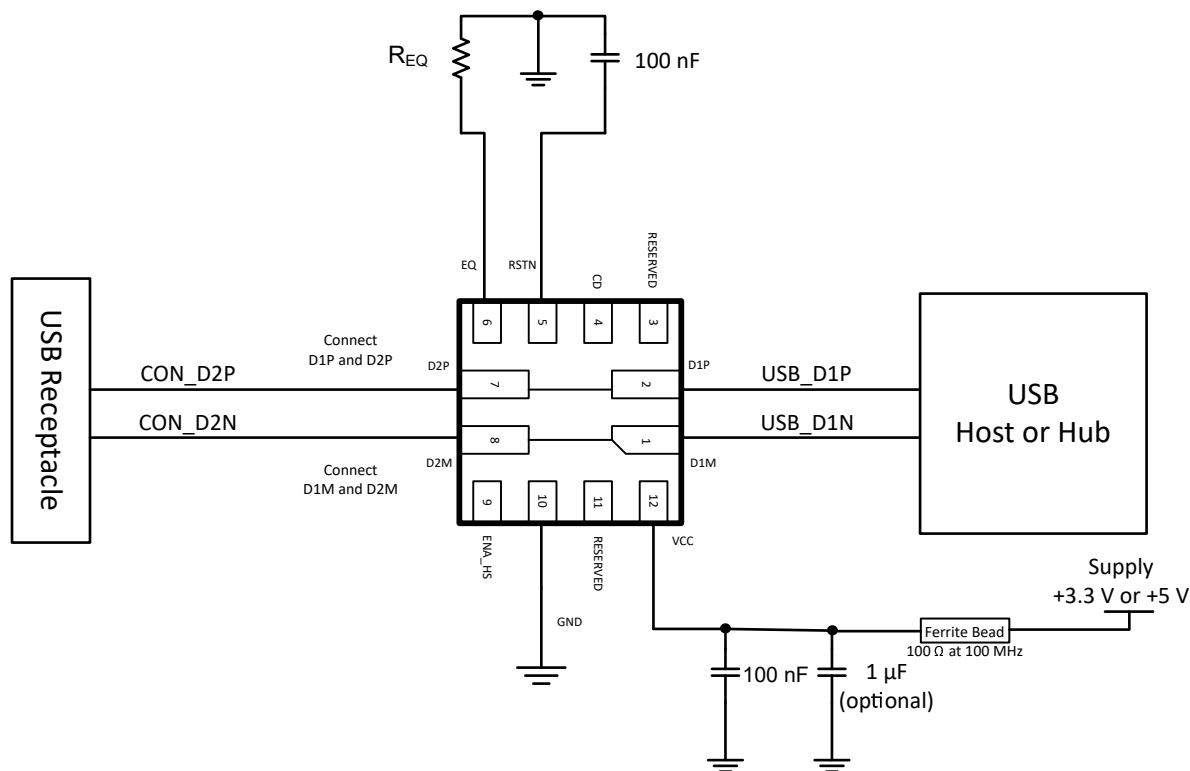 R_EQ
100 nF
EQ
RSTN
CD
RESERVED
6
5
4
3
Connect
D1P and D2P
D2P
D1P
7
2
CON_D2P
USB_D1P
CON_D2N
USB_D1N
USB Receptacle
USB
Host or Hub
8
1
D2M
D1M
Connect
D1M and D2M
9
10
11
12
ENA_HS
RESERVED
VCC
GND
Supply
+3.3 V or +5 V
Ferrite Bead
100 Ω at 100 MHz
100 nF
1 µF
(optional)